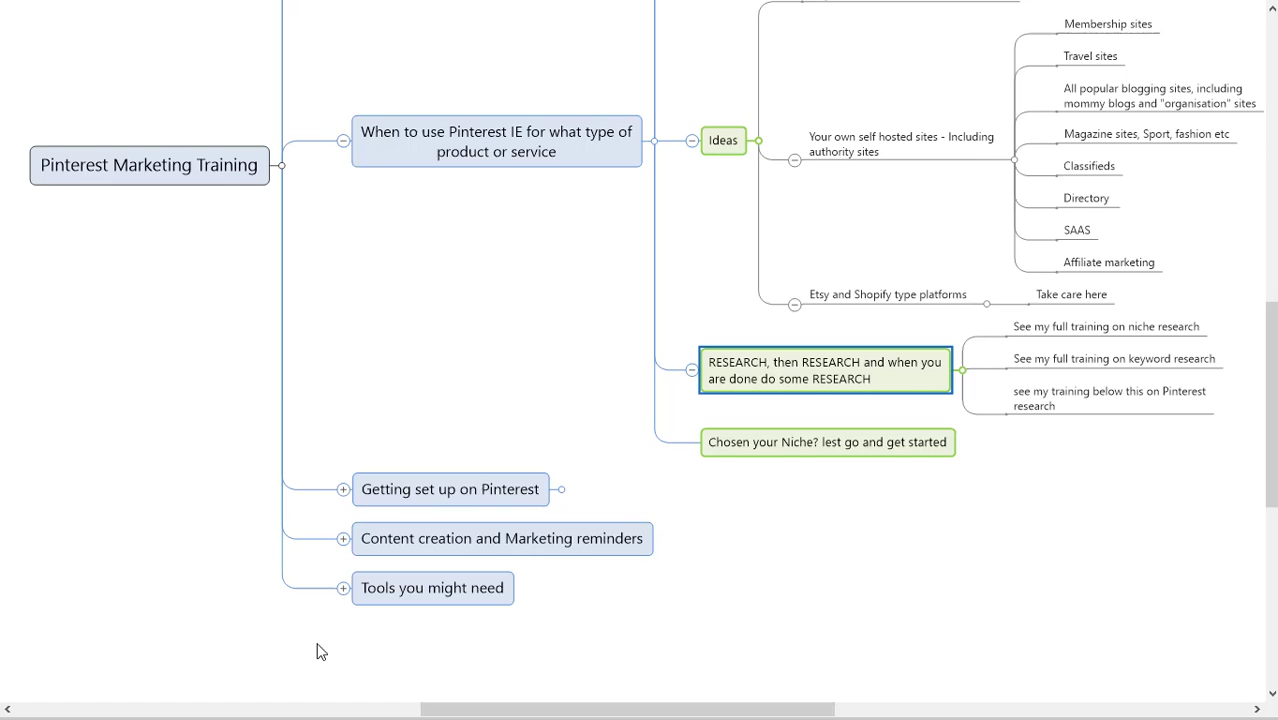 Membership sites
Travel sites
All popular blogging sites, including
mommy blogs and "organisation" sites
When to use Pinterest IE for what type of
product or service
Ideas
Your own self hosted sites - Including
authority sites
Magazine sites, Sport, fashion etc
Pinterest Marketing Training
Classifieds
Directory
SAAS
Affiliate marketing
Etsy and Shopify type platforms
Take care here
RESEARCH, then RESEARCH and when you
are done do some RESEARCH
See my full training on niche research
See my full training on keyword research
see my training below this on Pinterest
research
Chosen your Niche? lest go and get started
Getting set up on Pinterest
Content creation and Marketing reminders
Tools you might need